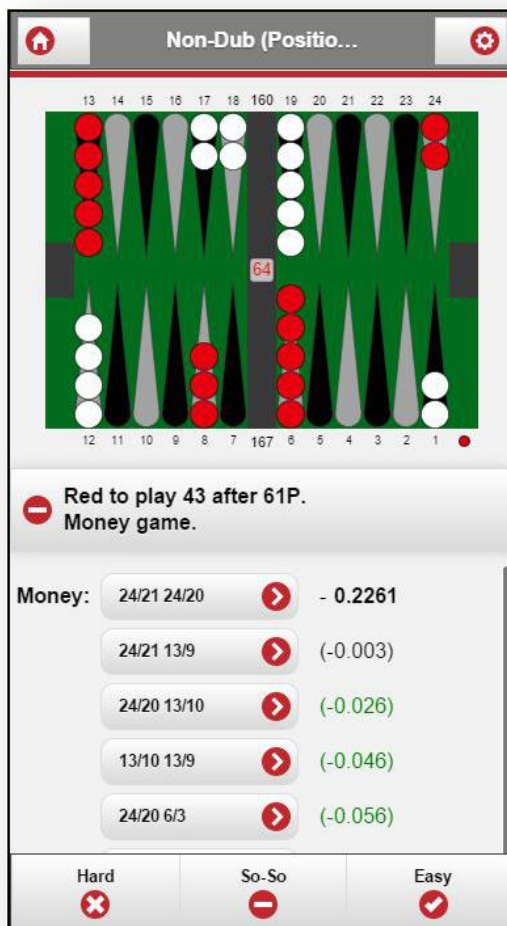 Non-Dub (Positio…
13 14 15 16 17 18 160 19 20 21 22 23 24
64
12 11 10 9 8 7 167 6 5 4 3 2 1
Red to play 43 after 61P.
Money game.
Money: 24/21 24/20 - 0.2261
24/21 13/9 (-0.003)
24/20 13/10 (-0.026)
13/10 13/9 (-0.046)
24/20 6/3 (-0.056)
Hard So-So Easy